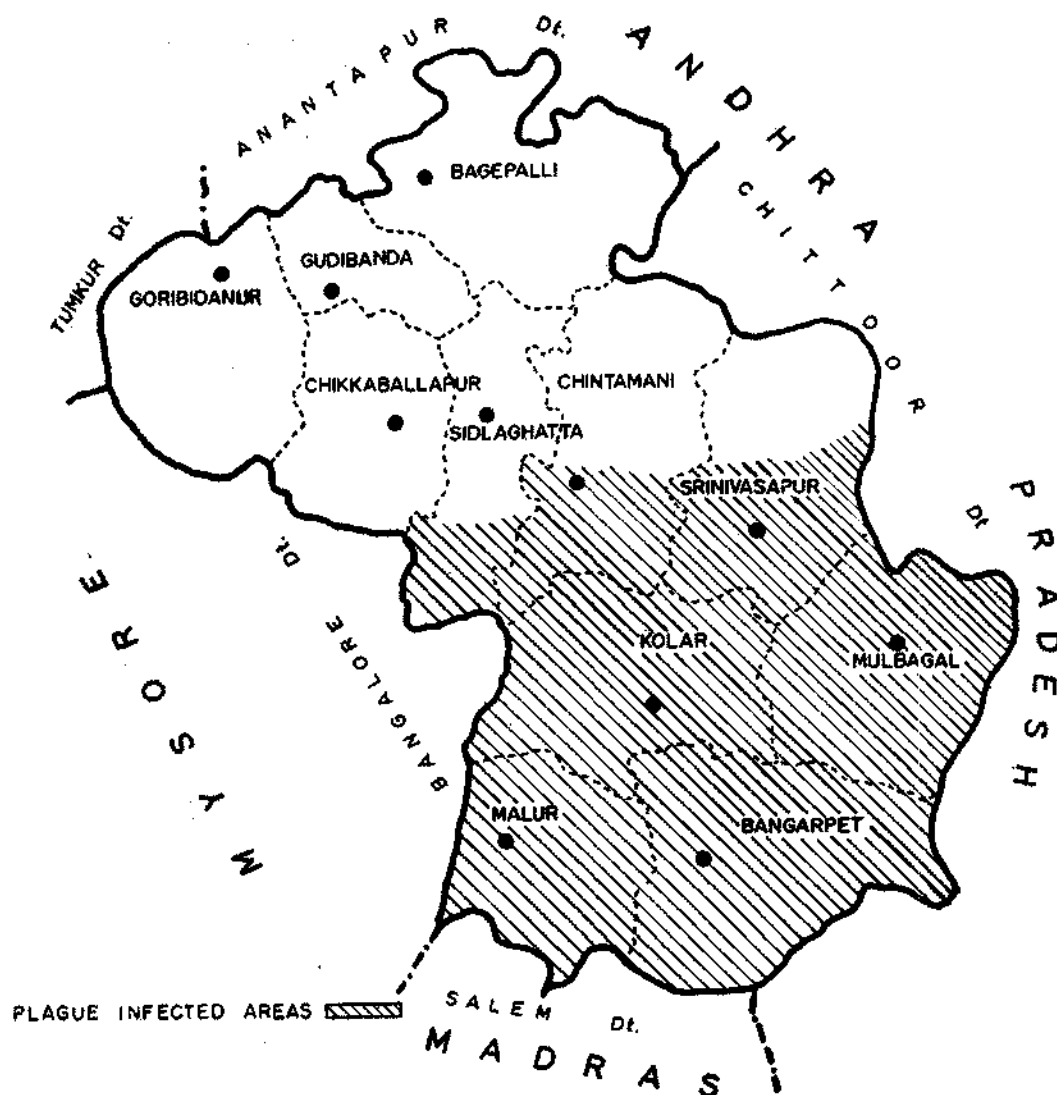 ANANTAPUR Dt.
ANDHRA PRADESH
CHITTOOR Dt
TUMKUR Dt.
BAGEPALLI
GUDIBANDA
GORIBIDANUR
CHIKKABALLAPUR
CHINTAMANI
SIDLAGHATTA
SRINIVASAPUR
MYSORE
BANGALORE Dt.
KOLAR
MULBAGAL
MALUR
BANGARPET
PLAGUE INFECTED AREAS
SALEM Dt.
MADRAS